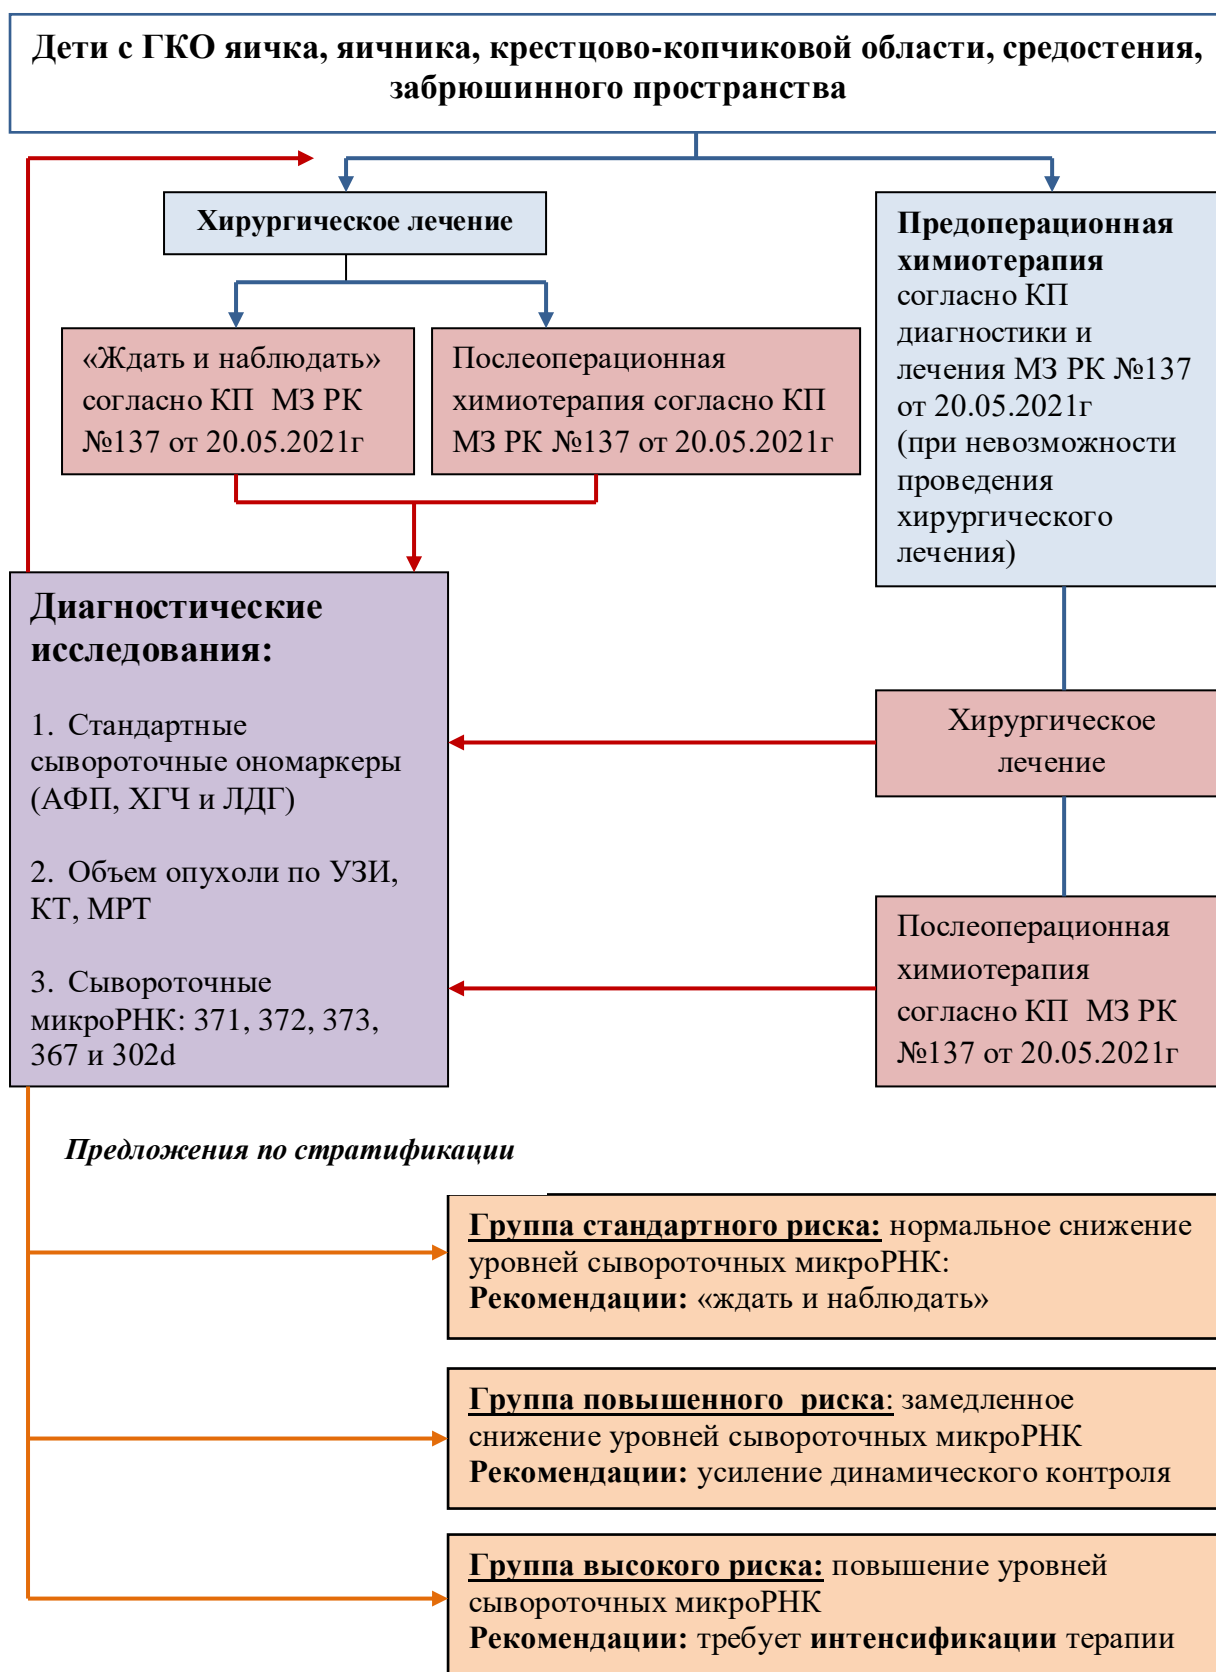 Дети с ГКО яичка, яичника, крестцово-копчиковой области, средостения,
забрюшинного пространства
Хирургическое лечение
Предоперационная
химиотерапия
согласно КП
диагностики и
лечения МЗ РК №137
от 20.05.2021г
(при невозможности
проведения
хирургического
лечения)
«Ждать и наблюдать»
согласно КП МЗ РК
№137 от 20.05.2021г
Послеоперационная
химиотерапия согласно КП
МЗ РК №137 от 20.05.2021г
Диагностические
исследования:
1. Стандартные
сывороточные ономаркеры
(АФП, ХГЧ и ЛДГ)
2. Объем опухоли по УЗИ,
КТ, МРТ
3. Сывороточные
микроРНК: 371, 372, 373,
367 и 302d
Хирургическое
лечение
Послеоперационная
химиотерапия
согласно КП МЗ РК
№137 от 20.05.2021г
Предложения по стратификации
Группа стандартного риска: нормальное снижение
уровней сывороточных микроРНК:
Рекомендации: «ждать и наблюдать»
Группа повышенного риска: замедленное
снижение уровней сывороточных микроРНК
Рекомендации: усиление динамического контроля
Группа высокого риска: повышение уровней
сывороточных микроРНК
Рекомендации: требует интенсификации терапии